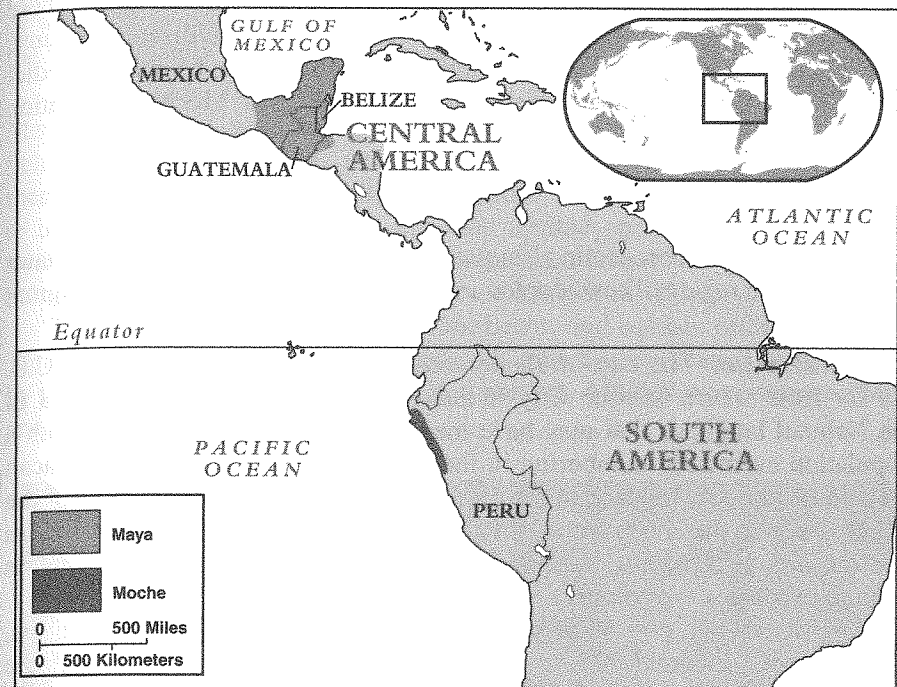 GULF OF
MEXICO
MEXICO
BELIZE
CENTRAL
AMERICA
GUATEMALA
ATLANTIC
OCEAN
Equator
PACIFIC
OCEAN
SOUTH
AMERICA
PERU
Maya
Moche
0 500 Miles
0 500 Kilometers